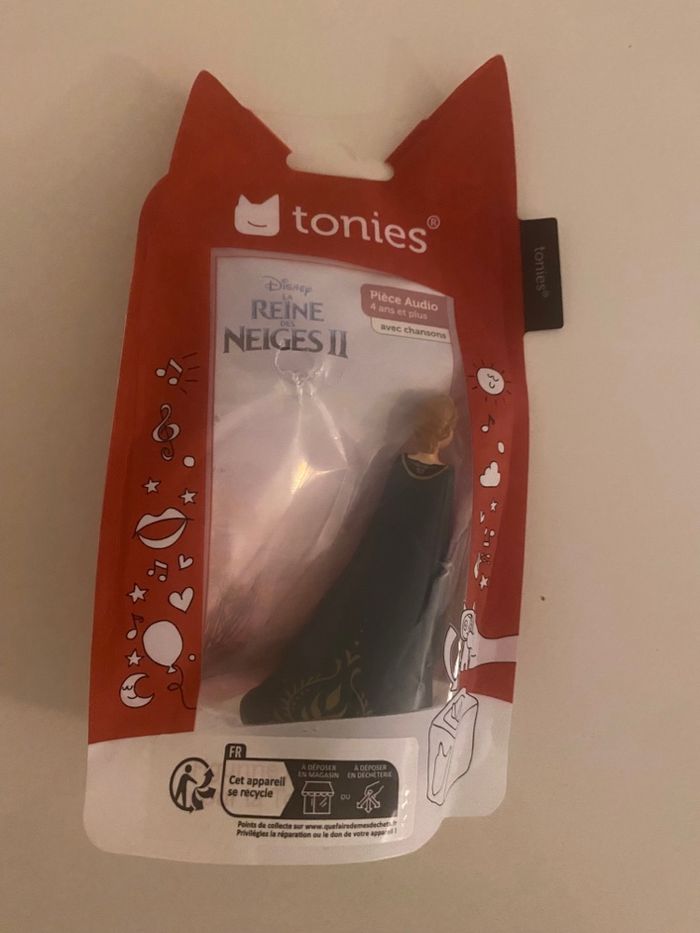 tonies®
tonies®
Disney
LA
REINE
DES
NEIGES II
Pièce Audio
4 ans et plus
avec chansons
FR
Cet appareil
se recycle
À DÉPOSER
EN MAGASIN
OU
À DÉPOSER
EN DÉCHÈTERIE
Points de collecte sur www.quefairedemesdechets.fr
Privilégiez la réparation ou le don de votre appareil !